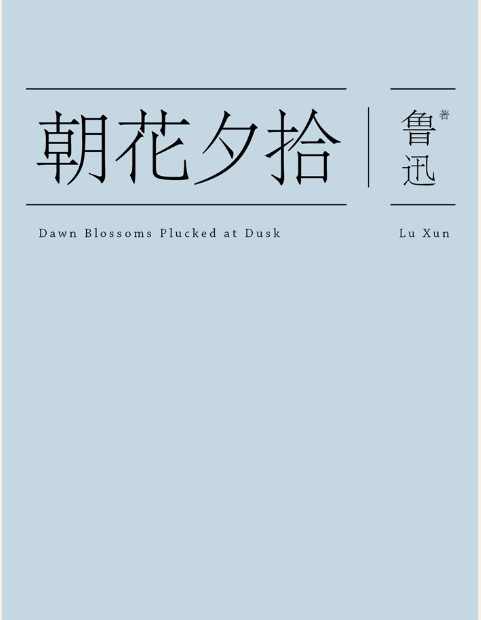 朝花夕拾
鲁迅 著
Dawn Blossoms Plucked at Dusk
Lu Xun